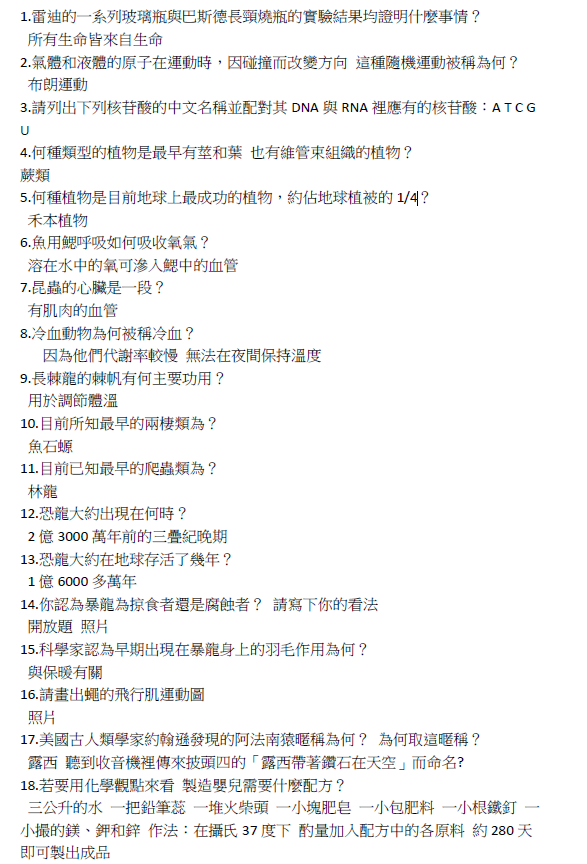 1.雷迪的一系列玻璃瓶與巴斯德長頸燒瓶的實驗結果均證明什麼事情？
所有生命皆來自生命
2.氣體和液體的原子在運動時，因碰撞而改變方向 這種隨機運動被稱為何？
布朗運動
3.請列出下列核苷酸的中文名稱並配對其 DNA 與 RNA 裡應有的核苷酸：A T C G
U
4.何種類型的植物是最早有莖和葉 也有維管束組織的植物？
蕨類
5.何種植物是目前地球上最成功的植物，約佔地球植被的 1/4？
禾本植物
6.魚用鰓呼吸如何吸收氧氣？
溶在水中的氧可滲入鰓中的血管
7.昆蟲的心臟是一段？
有肌肉的血管
8.冷血動物為何被稱冷血？
因為他們代謝率較慢 無法在夜間保持溫度
9.長棘龍的棘帆有何主要功用？
用於調節體溫
10.目前所知最早的兩棲類為？
魚石螈
11.目前已知最早的爬蟲類為？
林龍
12.恐龍大約出現在何時？
2 億 3000 萬年前的三疊紀晚期
13.恐龍大約在地球存活了幾年？
1 億 6000 多萬年
14.你認為暴龍為掠食者還是腐蝕者？ 請寫下你的看法
開放題 照片
15.科學家認為早期出現在暴龍身上的羽毛作用為何？
與保暖有關
16.請畫出蠅的飛行肌運動圖
照片
17.美國古人類學家約翰遜發現的阿法南猿暱稱為何？ 為何取這暱稱？
露西 聽到收音機裡傳來披頭四的「露西帶著鑽石在天空」而命名?
18.若要用化學觀點來看 製造嬰兒需要什麼配方？
三公升的水 一把鉛筆蕊 一堆火柴頭 一小塊肥皂 一小包肥料 一小根鐵釘 一
小撮的鎂、鉀和鋅 作法：在攝氏 37 度下 酌量加入配方中的各原料 約 280 天
即可製出成品